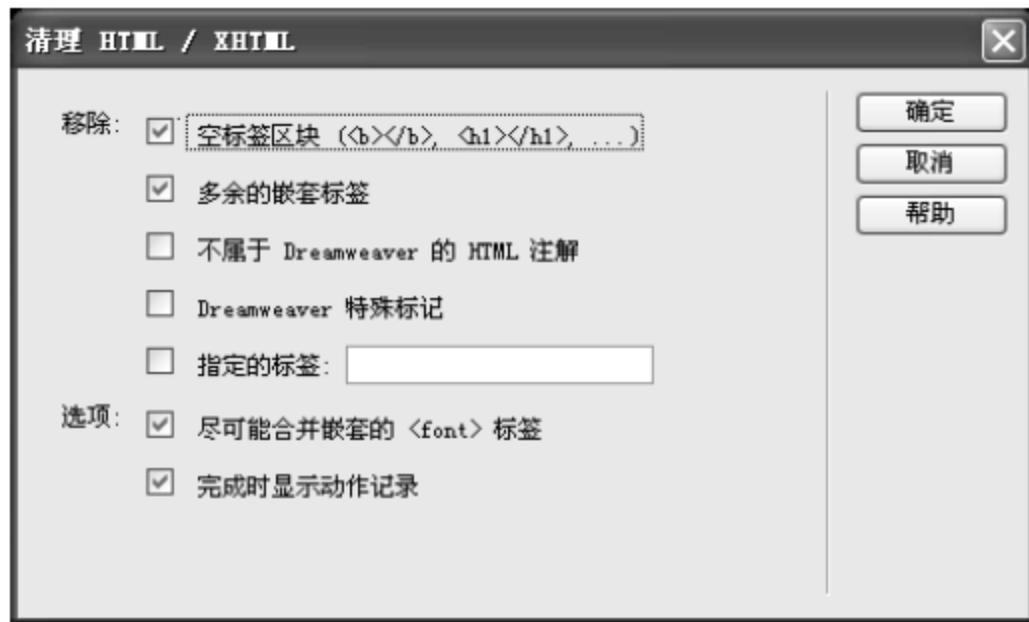 清理 HTML / XHTML
移除: 空标签区块 (<b></b>, <h1></h1>, ...)
多余的嵌套标签
不属于 Dreamweaver 的 HTML 注解
Dreamweaver 特殊标记
指定的标签:
选项: 尽可能合并嵌套的 <font> 标签
完成时显示动作记录
确定
取消
帮助